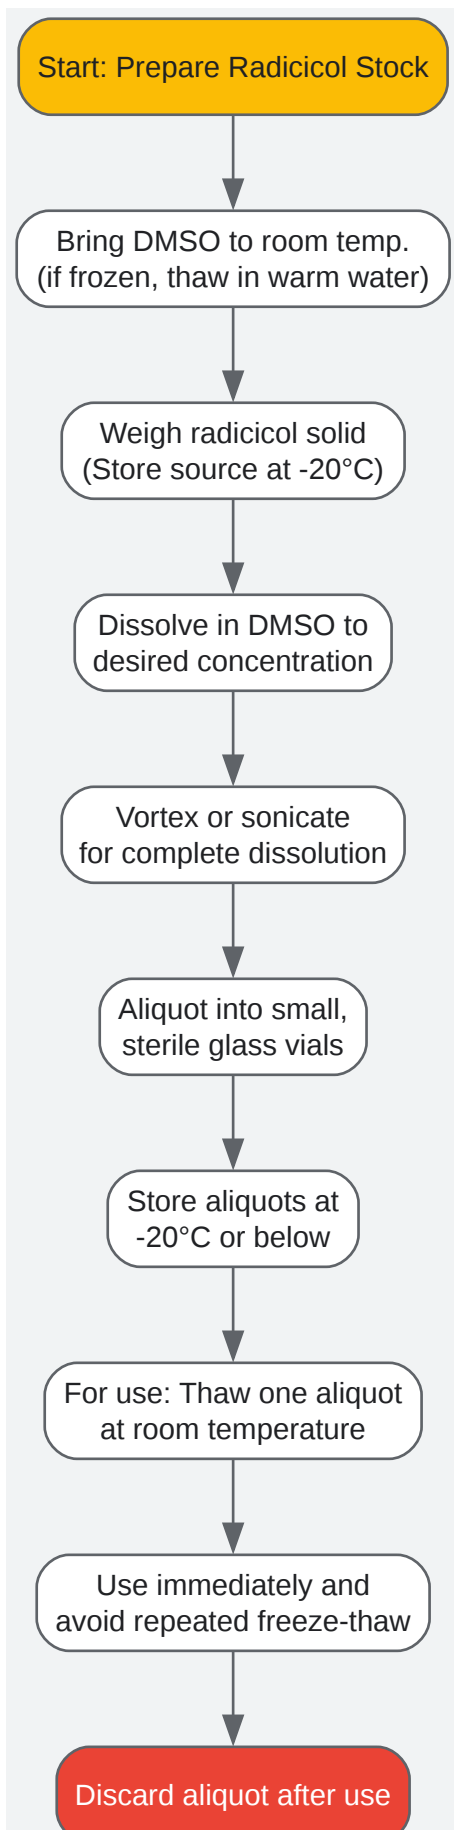 Start: Prepare Radicicol Stock
Bring DMSO to room temp.
(if frozen, thaw in warm water)
Weigh radicicol solid
(Store source at -20°C)
Dissolve in DMSO to
desired concentration
Vortex or sonicate
for complete dissolution
Aliquot into small,
sterile glass vials
Store aliquots at
-20°C or below
For use: Thaw one aliquot
at room temperature
Use immediately and
avoid repeated freeze-thaw
Discard aliquot after use